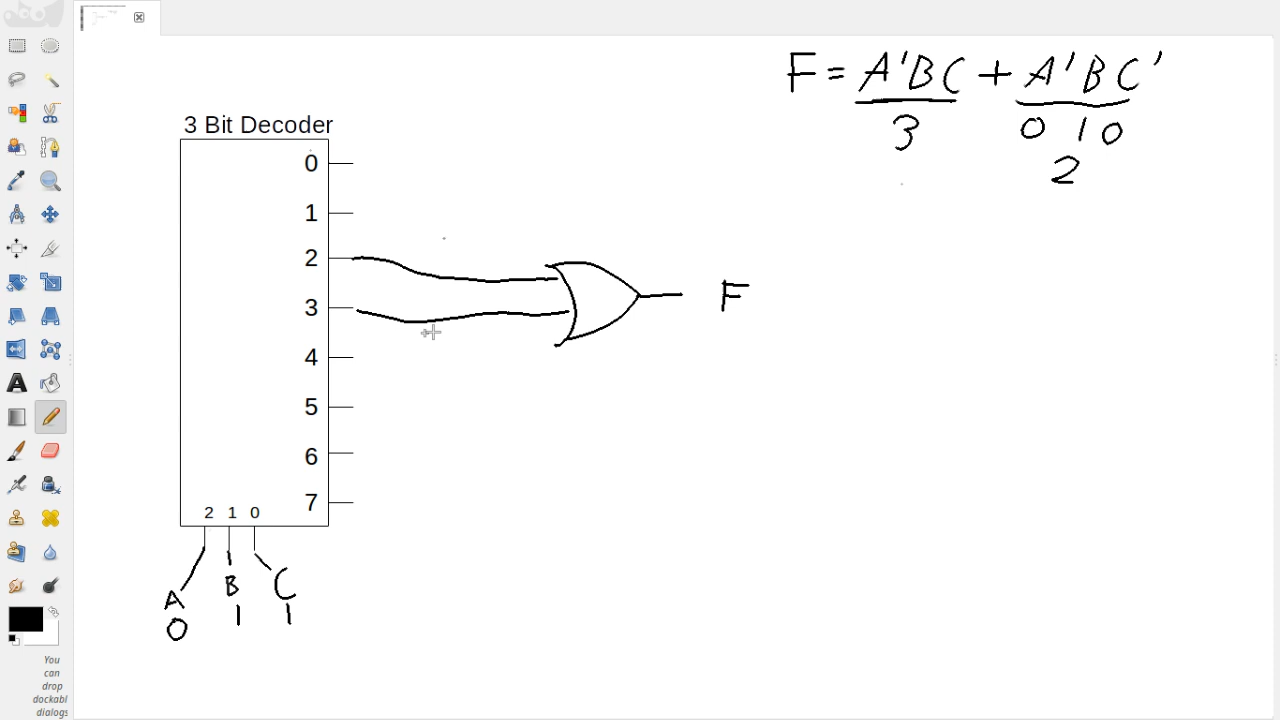 F = A'BC + A'BC'
3 0 1 0
2
3 Bit Decoder
0
1
2
3
F
4
5
6
7
2 1 0
A B C
0 1 1
You
can
drop
dockabl
dialogs